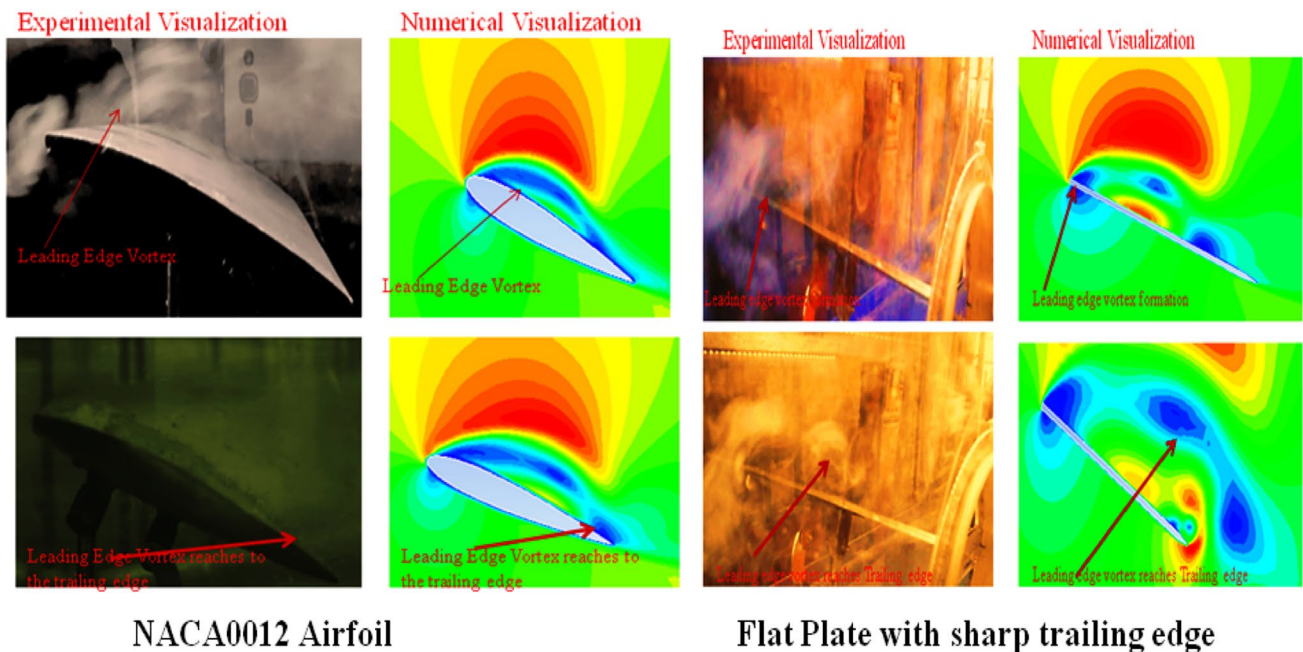 Experimental Visualization
Numerical Visualization
Experimental Visualization
Numerical Visualization
Leading Edge Vortex
Leading Edge Vortex
Leading edge vortex formation
Leading edge vortex formation
Leading Edge Vortex reaches to
the trailing edge
Leading Edge Vortex reaches to
the trailing edge
Leading edge vortex reaches Trailing edge
Leading edge vortex reaches Trailing edge
NACA0012 Airfoil
Flat Plate with sharp trailing edge